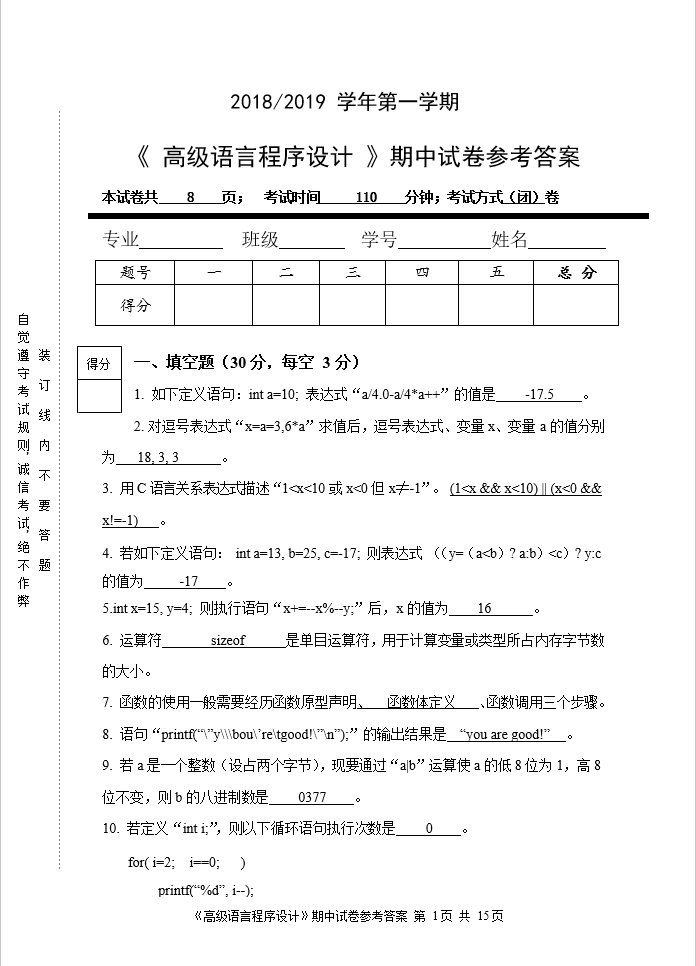 2018/2019 学年第一学期
《 高级语言程序设计 》期中试卷参考答案
本试卷共 8 页； 考试时间 110 分钟；考试方式（闭）卷
专业 班级 学号 姓名
题号 一 二 三 四 五 总 分
得分
得分
一、填空题（30 分，每空 3 分）
1. 如下定义语句：int a=10; 表达式“a/4.0-a/4*a++”的值是 -17.5 。
2. 对逗号表达式“x=a=3,6*a”求值后，逗号表达式、变量 x、变量 a 的值分别
为 18, 3, 3 。
3. 用 C 语言关系表达式描述“1<x<10 或 x<0 但 x≠-1”。 (1<x && x<10) || (x<0 &&
x!=-1) 。
4. 若如下定义语句： int a=13, b=25, c=-17; 则表达式 （（y=（a<b）? a:b）<c）? y:c
的值为 -17 。
5.int x=15, y=4; 则执行语句“x+=--x%--y;”后，x 的值为 16 。
6. 运算符 sizeof 是单目运算符，用于计算变量或类型所占内存字节数
的大小。
7. 函数的使用一般需要经历函数原型声明、 函数体定义 、函数调用三个步骤。
8. 语句“printf(“\”y\\\bou\’re\tgood!\”\n”);”的输出结果是 “you are good!” 。
9. 若 a 是一个整数（设占两个字节），现要通过“a|b”运算使 a 的低 8 位为 1，高 8
位不变，则 b 的八进制数是 0377 。
10. 若定义“int i;”，则以下循环语句执行次数是 0 。
for( i=2; i==0; )
printf(“%d”, i--);
《高级语言程序设计》期中试卷参考答案 第 1 页 共 15 页
自觉遵守考试规则，诚信考试，绝不作弊
装订线内不要答题